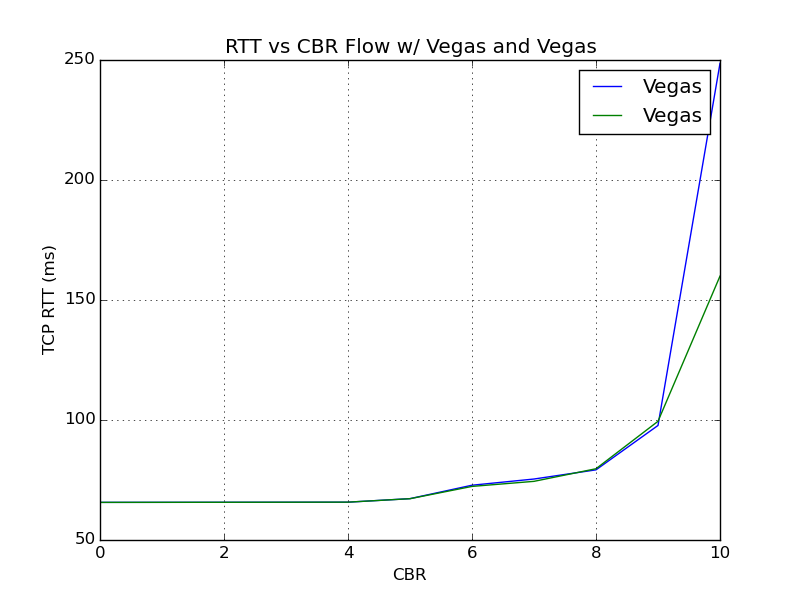 RTT vs CBR Flow w/ Vegas and Vegas
250
200
150
100
50
TCP RTT (ms)
Vegas
Vegas
0 2 4 6 8 10
CBR